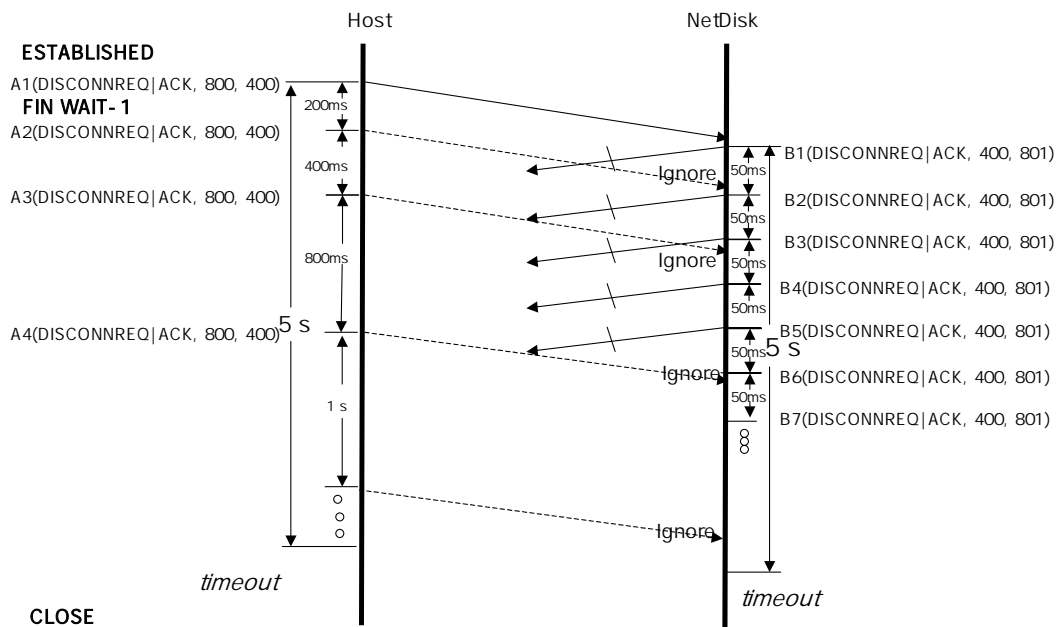 Host
NetDisk
ESTABLISHED
A1(DISCONNREQ|ACK, 800, 400)
FIN WAIT- 1
200ms
A2(DISCONNREQ|ACK, 800, 400)
400ms
A3(DISCONNREQ|ACK, 800, 400)
800ms
5 s
A4(DISCONNREQ|ACK, 800, 400)
1 s
timeout
CLOSE
B1(DISCONNREQ|ACK, 400, 801)
Ignore
50ms
B2(DISCONNREQ|ACK, 400, 801)
50ms
B3(DISCONNREQ|ACK, 400, 801)
Ignore
50ms
B4(DISCONNREQ|ACK, 400, 801)
50ms
B5(DISCONNREQ|ACK, 400, 801)
50ms
5 s
Ignore
B6(DISCONNREQ|ACK, 400, 801)
50ms
B7(DISCONNREQ|ACK, 400, 801)
Ignore
timeout